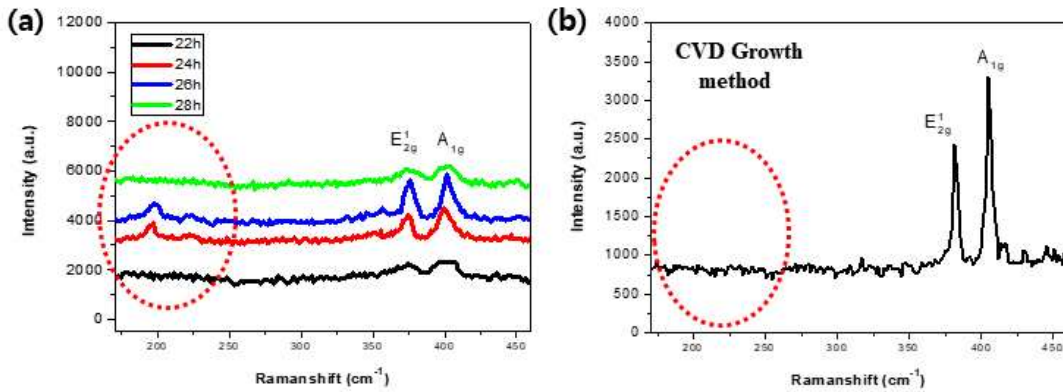 (a)
12000
10000
8000
6000
4000
2000
0
22h
24h
26h
28h
E¹₂g
A₁g
200
250
300
350
400
450
Intensity (a.u.)
Ramanshift (cm⁻¹)
(b)
4000
3500
3000
2500
2000
1500
1000
500
0
CVD Growth
method
E¹₂g
A₁g
200
250
300
350
400
450
Intensity (a.u.)
Ramanshift (cm⁻¹)